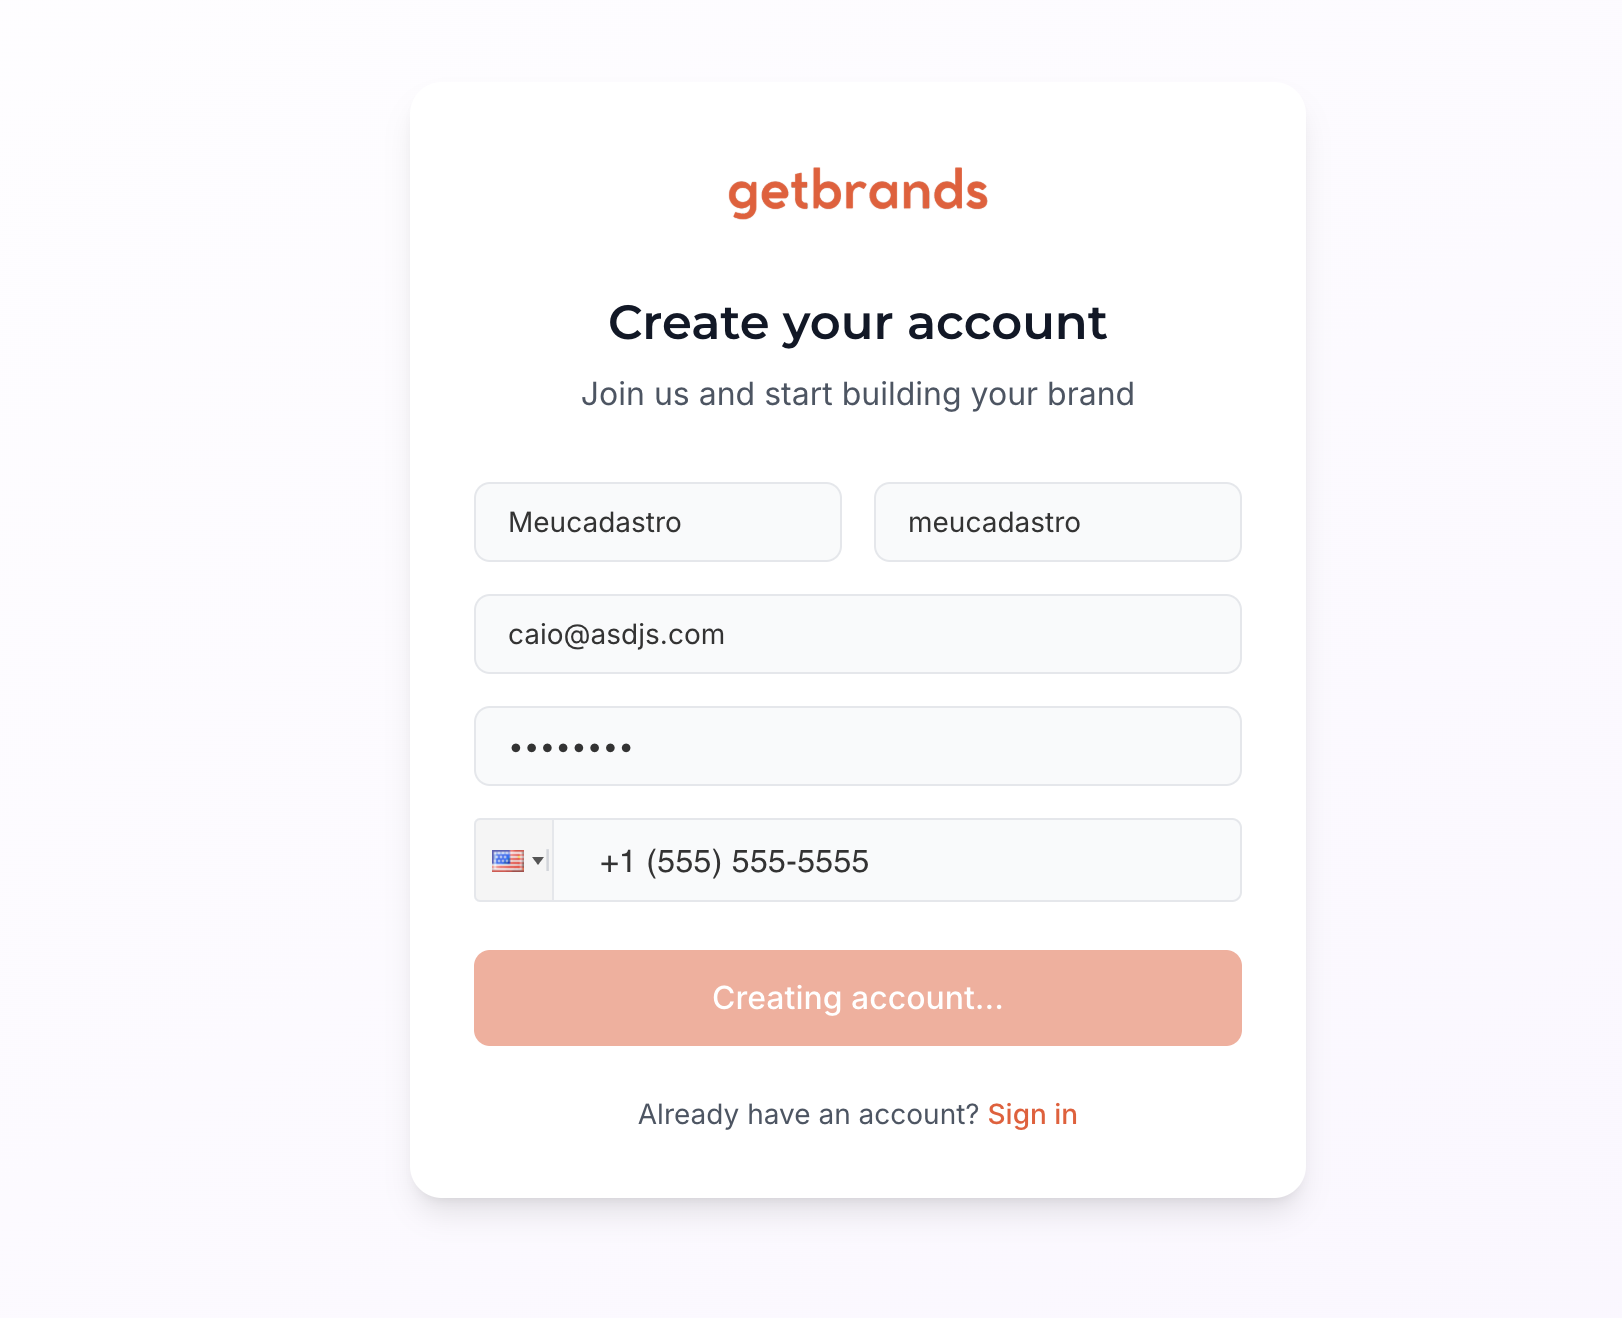 getbrands
Create your account
Join us and start building your brand
Meucadastro meucadastro
caio@asdjs.com
••••••••
+1 (555) 555-5555
Creating account...
Already have an account? Sign in